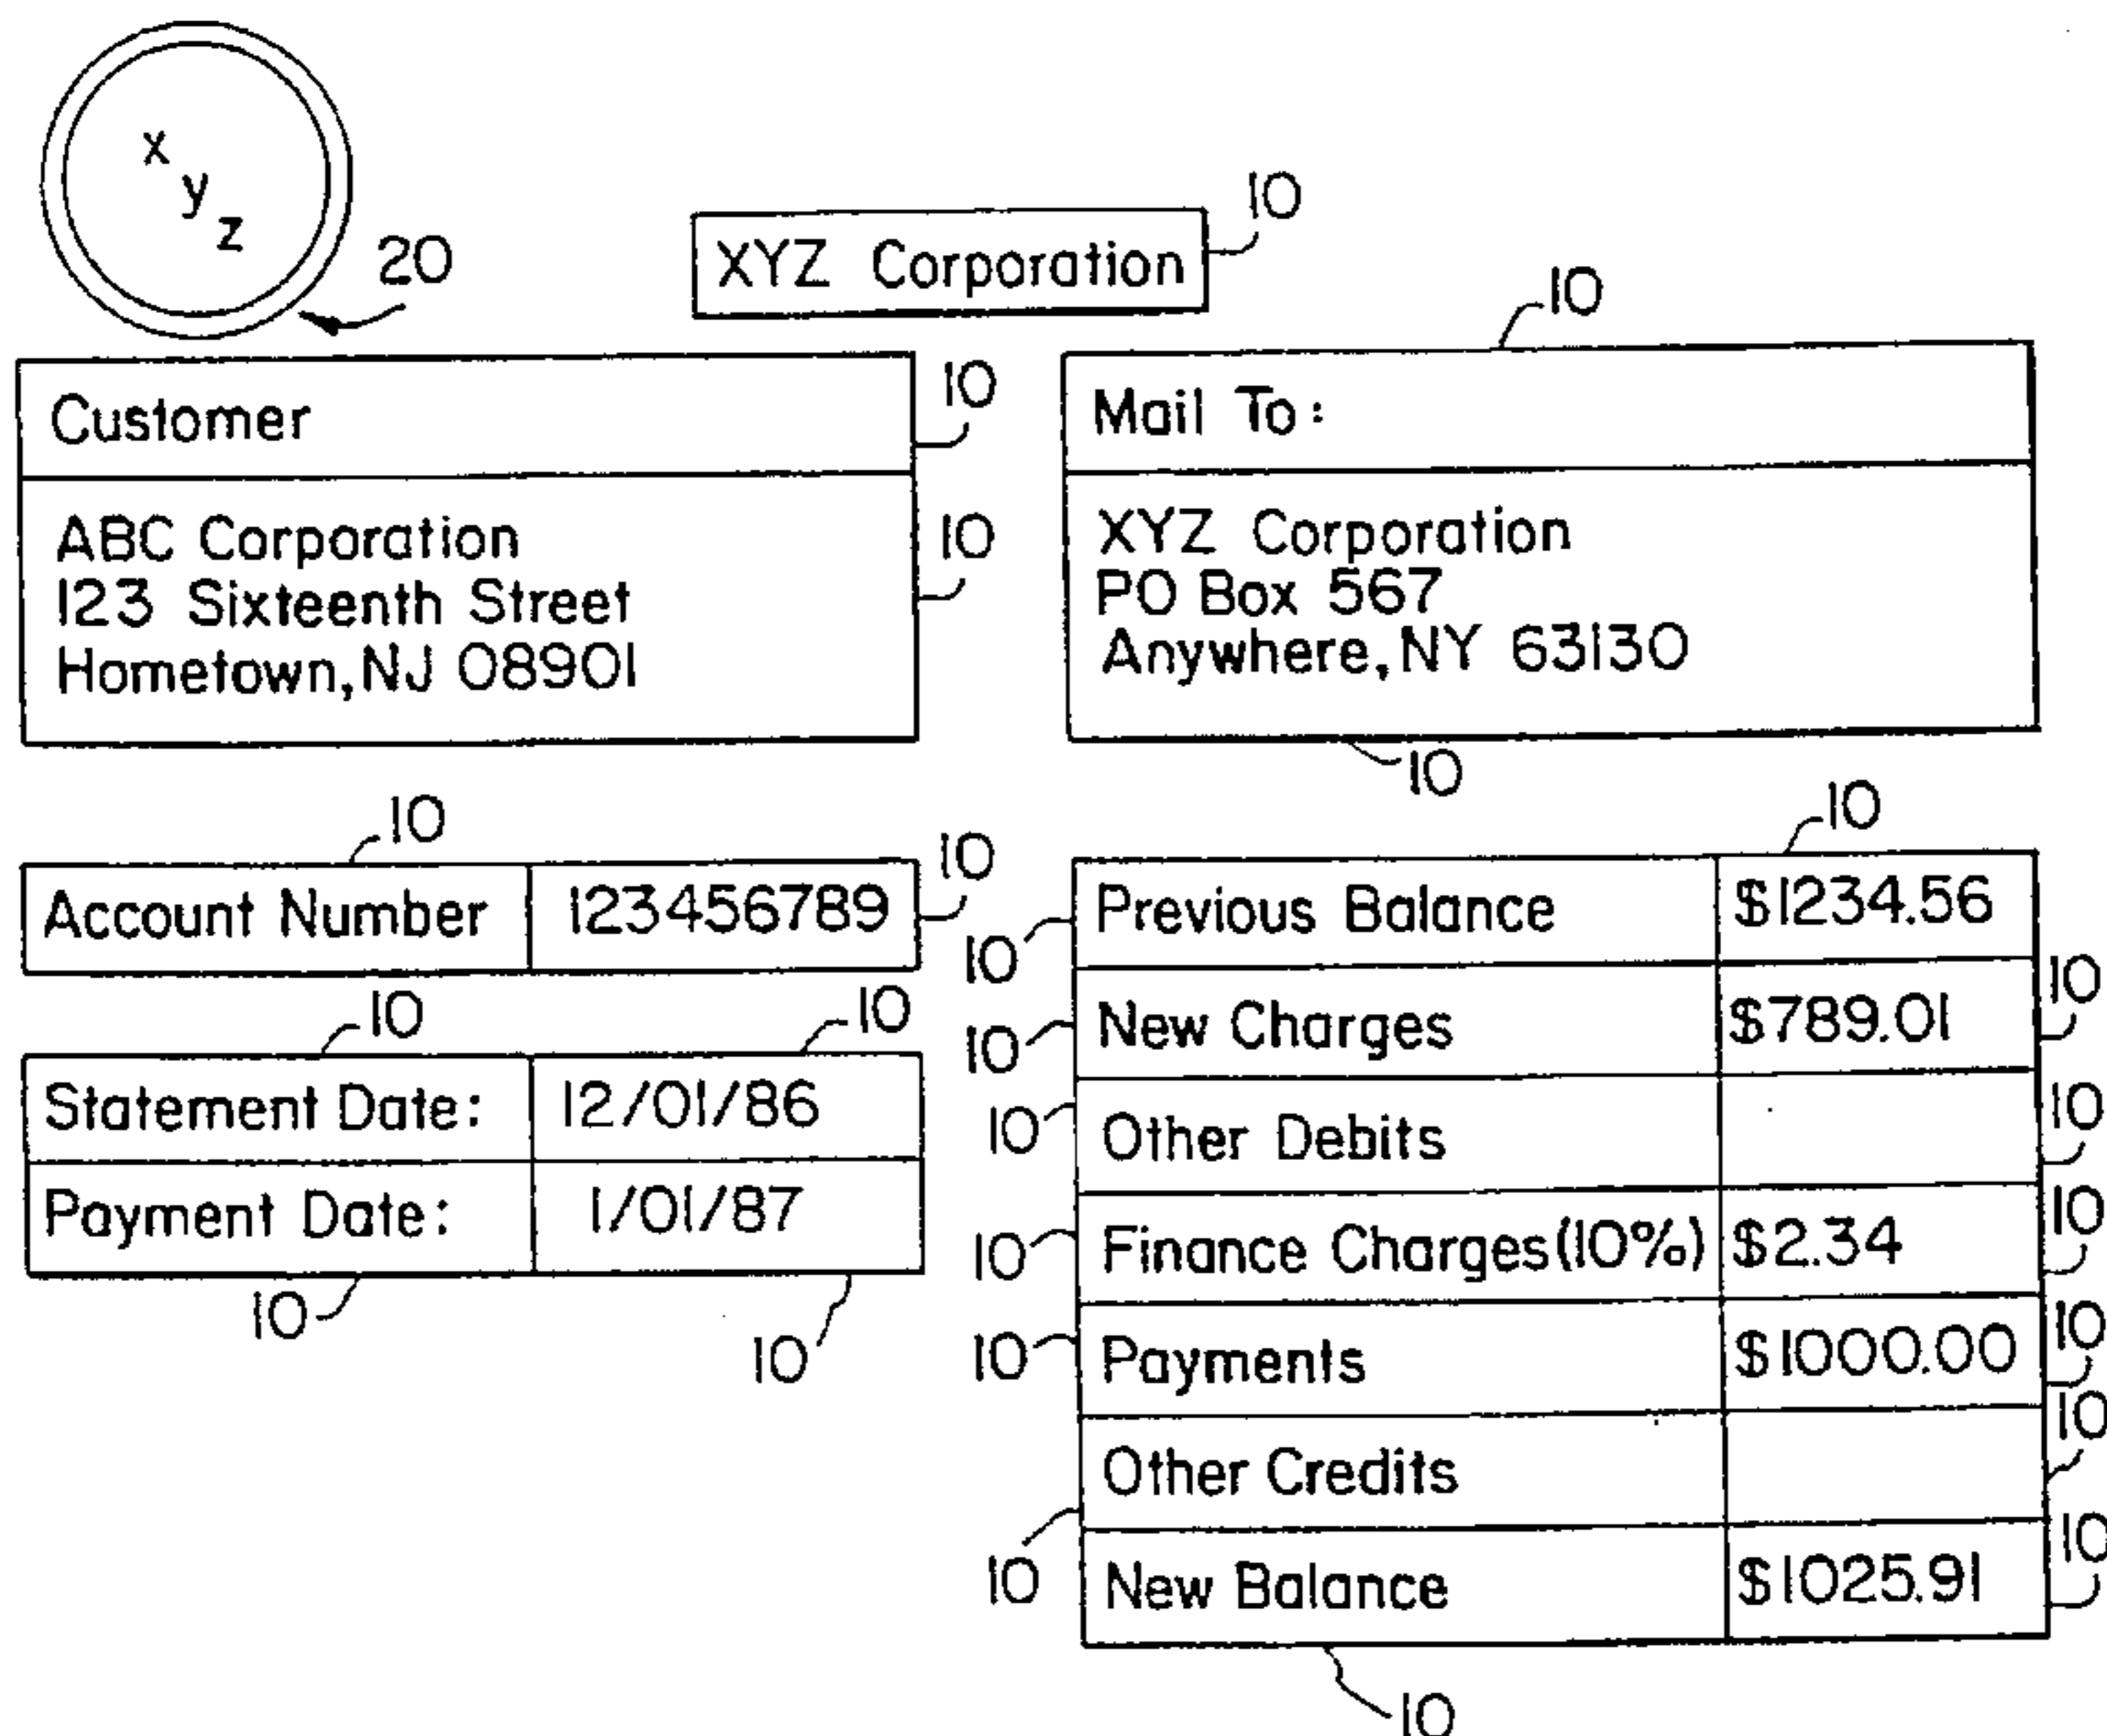 x
y
z
20
XYZ Corporation
10
10
Customer
10
Mail To:
ABC Corporation
123 Sixteenth Street
Hometown, NJ 08901
10
XYZ Corporation
PO Box 567
Anywhere, NY 63130
10
10
10
10
Account Number 123456789
10
10
Statement Date: 12/01/86
Payment Date: 1/01/87
10
10
10 Previous Balance $1234.56
10 New Charges $789.01 10
10 Other Debits 10
10 Finance Charges(10%) $2.34 10
10 Payments $1000.00 10
10 Other Credits 10
New Balance $1025.91 10
10